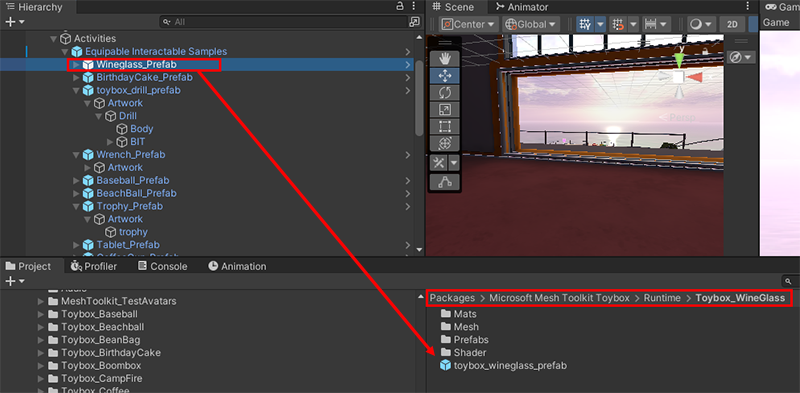 Hierarchy
All
Activities
Equipable Interactable Samples
Wineglass_Prefab
BirthdayCake_Prefab
toybox_drill_prefab
Artwork
Drill
Body
BIT
Wrench_Prefab
Artwork
Baseball_Prefab
BeachBall_Prefab
Trophy_Prefab
Artwork
trophy
Tablet_Prefab
Scene Animator
Center Global 2D
Persp
Gam
Game
Project Profiler Console Animation
MeshToolkit_TestAvatars
Toybox_Baseball
Toybox_Beachball
Toybox_BeanBag
Toybox_BirthdayCake
Toybox_Boombox
Toybox_CampFire
Toybox_Coffee
Packages > Microsoft Mesh Toolkit Toybox > Runtime > Toybox_WineGlass
Mats
Mesh
Prefabs
Shader
toybox_wineglass_prefab